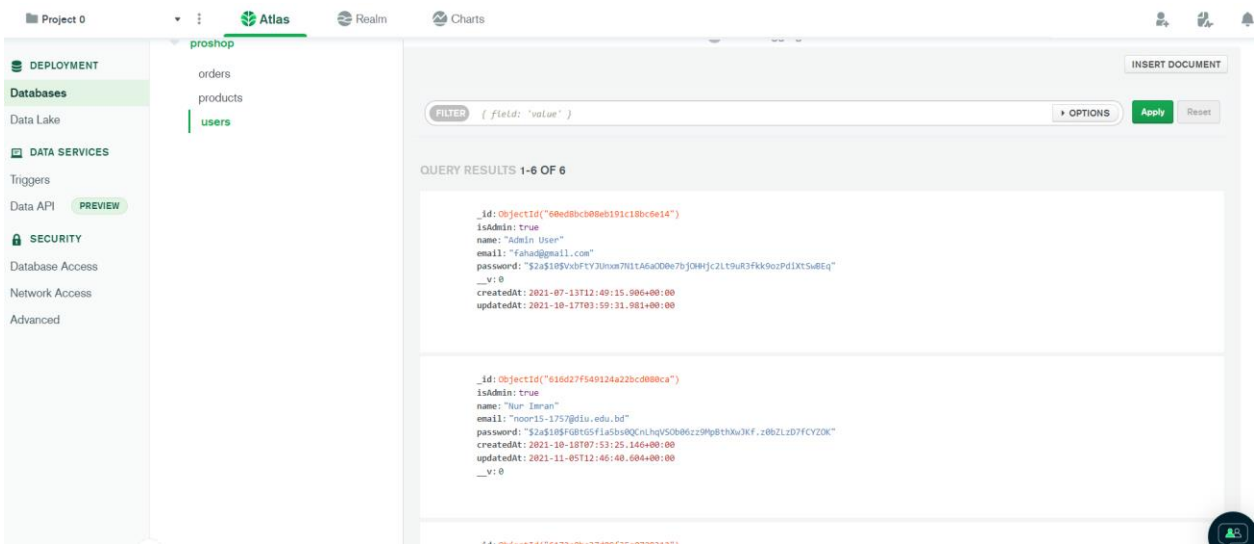 Project 0
Atlas
Realm
Charts
DEPLOYMENT
Databases
Data Lake
DATA SERVICES
Triggers
Data API PREVIEW
SECURITY
Database Access
Network Access
Advanced
proshop
orders
products
users
INSERT DOCUMENT
FILTER { field: 'value' }
OPTIONS
Apply
Reset
QUERY RESULTS 1-6 OF 6
_id: ObjectId("60ed8bcb08eb191c18bc6e14")
isAdmin: true
name: "Admin User"
email: "fahad@gmail.com"
password: "$2a$10$VxbFtYJUnxm7N1tA6aOD0e7bjOHHjc2Lt9uR3fkk9ozPdiXtSwBEq"
__v: 0
createdAt: 2021-07-13T12:49:15.906+00:00
updatedAt: 2021-10-17T03:59:31.981+00:00
_id: ObjectId("616d27f549124a22bcd080ca")
isAdmin: true
name: "Nur Imran"
email: "noor15-1757@diu.edu.bd"
password: "$2a$10$FGBtG5fiaSbs0QCnLhqVSOb06zz9MpBthXwJKf.z0bZLzD7fCYZOK"
createdAt: 2021-10-18T07:53:25.146+00:00
updatedAt: 2021-11-05T12:46:40.604+00:00
__v: 0